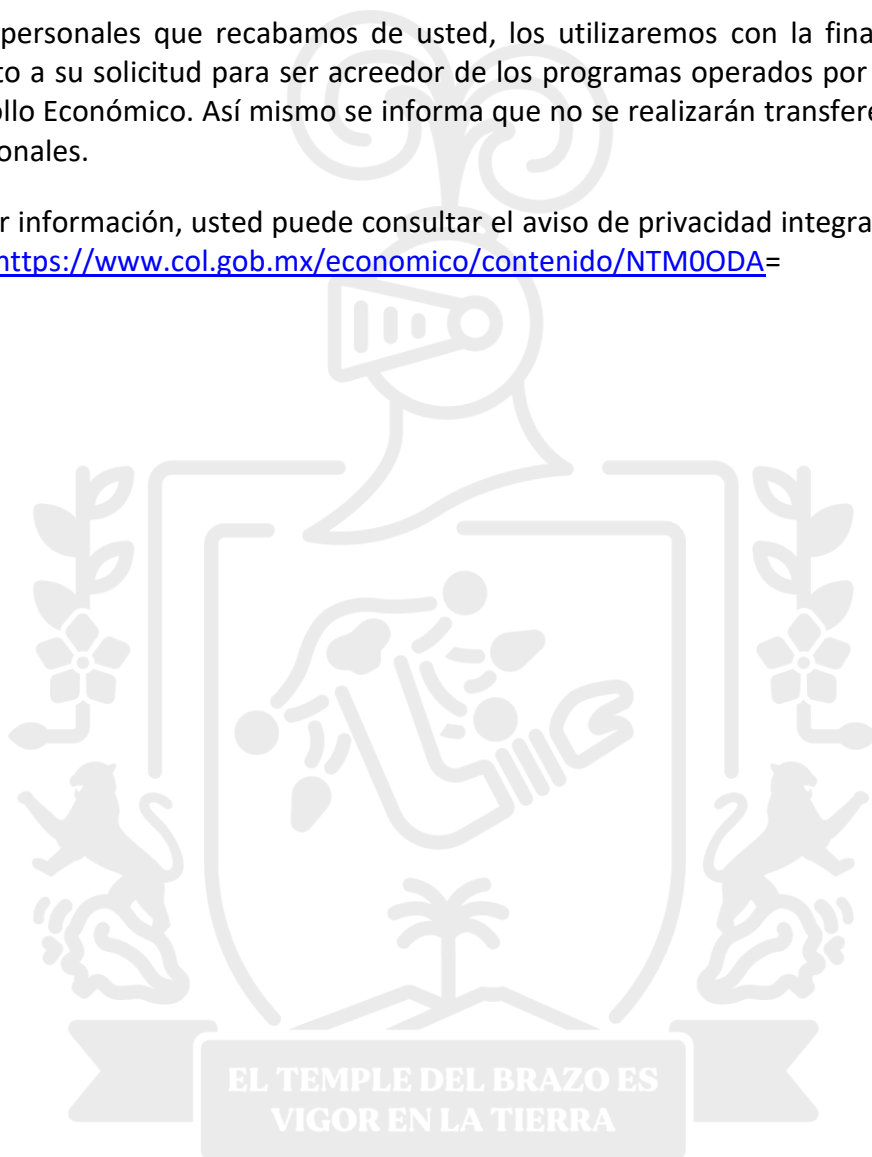 personales que recabamos de usted, los utilizaremos con la fina
to a su solicitud para ser acreedor de los programas operados por
ollo Económico. Así mismo se informa que no se realizarán transfere
onales.
r información, usted puede consultar el aviso de privacidad integra
https://www.col.gob.mx/economico/contenido/NTM0ODA=
EL TEMPLE DEL BRAZO ES
VIGOR EN LA TIERRA